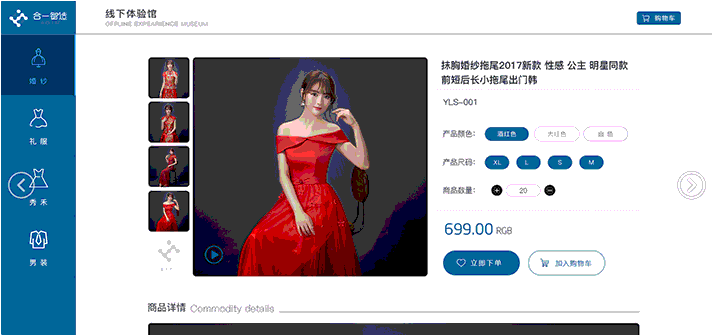 合一智造
线下体验馆
OFFLINE EXPEARIENCE MUSEUM
购物车
婚 纱
礼 服
秀 禾
男 装
抹胸婚纱拖尾2017新款 性感 公主 明星同款
前短后长小拖尾出门韩
YLS-001
产品颜色:
酒红色
大红色
白 色
产品尺码:
XL
L
S
M
商品数量:
20
699.00 RGB
立即下单
加入购物车
商品详情 Commodity details